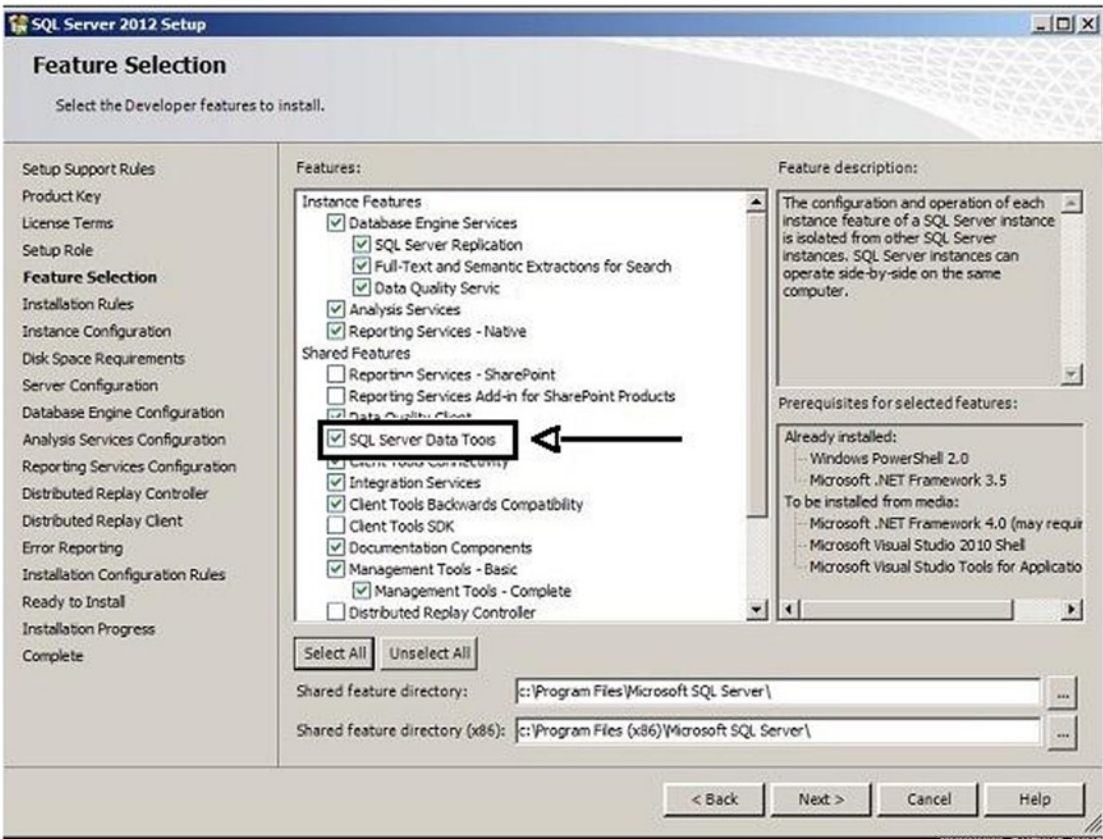 SQL Server 2012 Setup
Feature Selection
Select the Developer features to install.
Setup Support Rules
Product Key
License Terms
Setup Role
Feature Selection
Installation Rules
Instance Configuration
Disk Space Requirements
Server Configuration
Database Engine Configuration
Analysis Services Configuration
Reporting Services Configuration
Distributed Replay Controller
Distributed Replay Client
Error Reporting
Installation Configuration Rules
Ready to Install
Installation Progress
Complete
Features:
Instance Features
Database Engine Services
SQL Server Replication
Full-Text and Semantic Extractions for Search
Data Quality Servic
Analysis Services
Reporting Services - Native
Shared Features
Reporting Services - SharePoint
Reporting Services Add-in for SharePoint Products
Data Quality Client
SQL Server Data Tools
Client Tools Connectivity
Integration Services
Client Tools Backwards Compatibility
Client Tools SDK
Documentation Components
Management Tools - Basic
Management Tools - Complete
Distributed Replay Controller
Feature description:
The configuration and operation of each
instance feature of a SQL Server instance
is isolated from other SQL Server
instances. SQL Server instances can
operate side-by-side on the same
computer.
Prerequisites for selected features:
Already installed:
Windows PowerShell 2.0
Microsoft .NET Framework 3.5
To be installed from media:
Microsoft .NET Framework 4.0 (may requir
Microsoft Visual Studio 2010 Shell
Microsoft Visual Studio Tools for Applicatio
Select All
Unselect All
Shared feature directory:
c:\Program Files\Microsoft SQL Server\
...
Shared feature directory (x86):
c:\Program Files (x86)\Microsoft SQL Server\
...
< Back
Next >
Cancel
Help